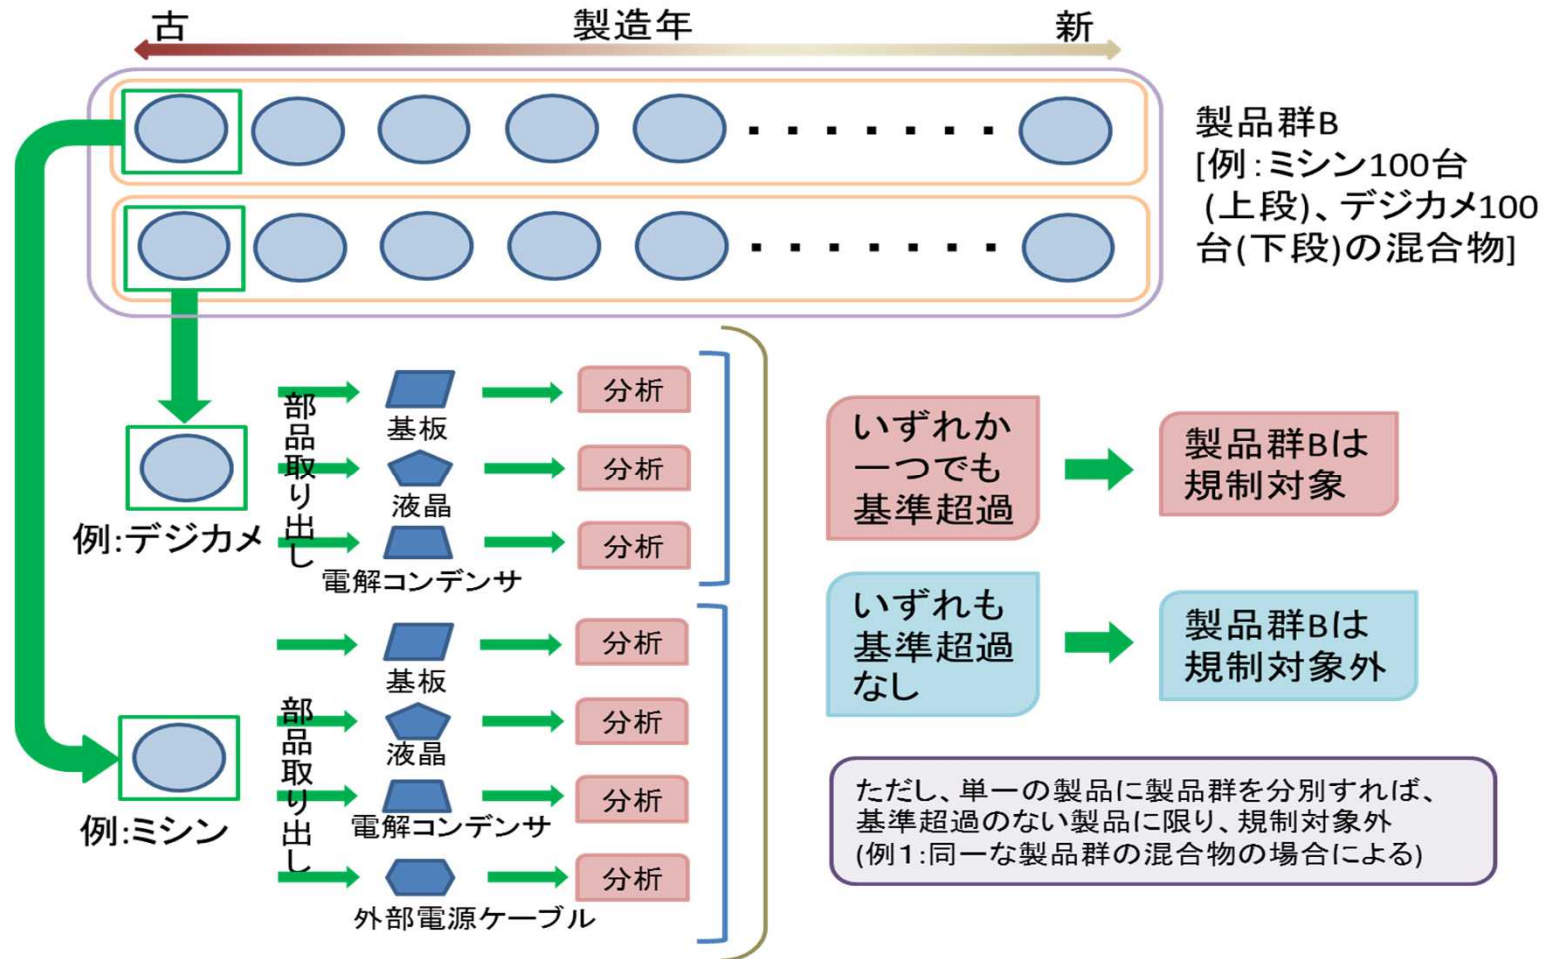 古
製造年
新
製品群B
[例：ミシン100台
(上段)、デジカメ100
台(下段)の混合物]
部品取り出し
基板
分析
液晶
分析
電解コンデンサ
分析
例:デジカメ
いずれか
一つでも
基準超過
製品群Bは
規制対象
いずれも
基準超過
なし
製品群Bは
規制対象外
部品取り出し
基板
分析
液晶
分析
電解コンデンサ
分析
外部電源ケーブル
分析
例:ミシン
ただし、単一の製品に製品群を分別すれば、
基準超過のない製品に限り、規制対象外
(例１:同一な製品群の混合物の場合による)